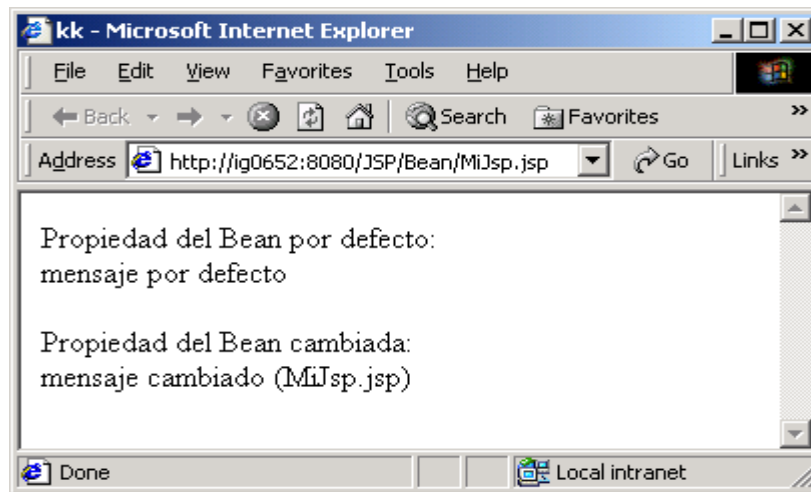 kk - Microsoft Internet Explorer
File Edit View Favorites Tools Help
Back Search Favorites »
Address http://ig0652:8080/JSP/Bean/MiJsp.jsp Go Links »
Propiedad del Bean por defecto:
mensaje por defecto
Propiedad del Bean cambiada:
mensaje cambiado (MiJsp.jsp)
Done Local intranet